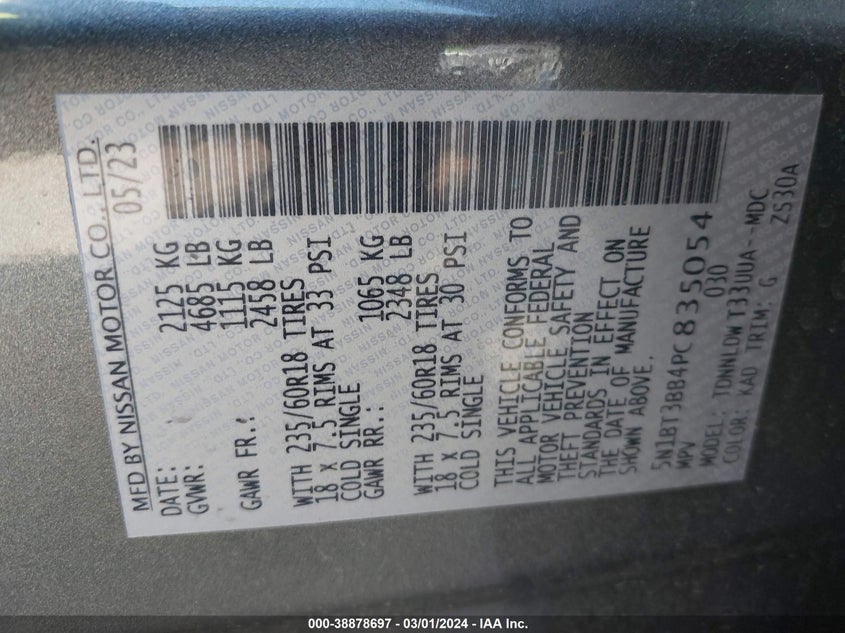 MFD BY NISSAN MOTOR CO., LTD.
DATE: 05/23
GVWR: 2125 KG
4685 LB
GAWR FR.: 1115 KG
2458 LB
WITH 235/60R18 TIRES
18 X 7.5 RIMS AT 33 PSI
COLD SINGLE
GAWR RR.: 1065 KG
2348 LB
WITH 235/60R18 TIRES
18 X 7.5 RIMS AT 30 PSI
COLD SINGLE
THIS VEHICLE CONFORMS TO
ALL APPLICABLE FEDERAL
MOTOR VEHICLE SAFETY AND
THEFT PREVENTION
STANDARDS IN EFFECT ON
THE DATE OF MANUFACTURE
SHOWN ABOVE.
5N1BT3BB4PC835054
MPV 030
MODEL: TDNNLDWT33UUA--MDC
COLOR: KAD TRIM: G ZS30A
000-38878697 – 03/01/2024 – IAA Inc.